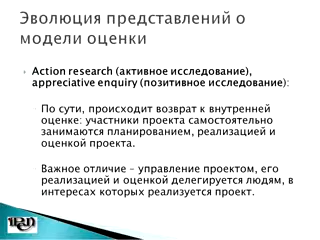 Эволюция представлений о
модели оценки
Action research (активное исследование),
appreciative enquiry (позитивное исследование):
По сути, происходит возврат к внутренней
оценке: участники проекта самостоятельно
занимаются планированием, реализацией и
оценкой проекта.
Важное отличие – управление проектом, его
реализацией и оценкой делегируется людям, в
интересах которых реализуется проект.